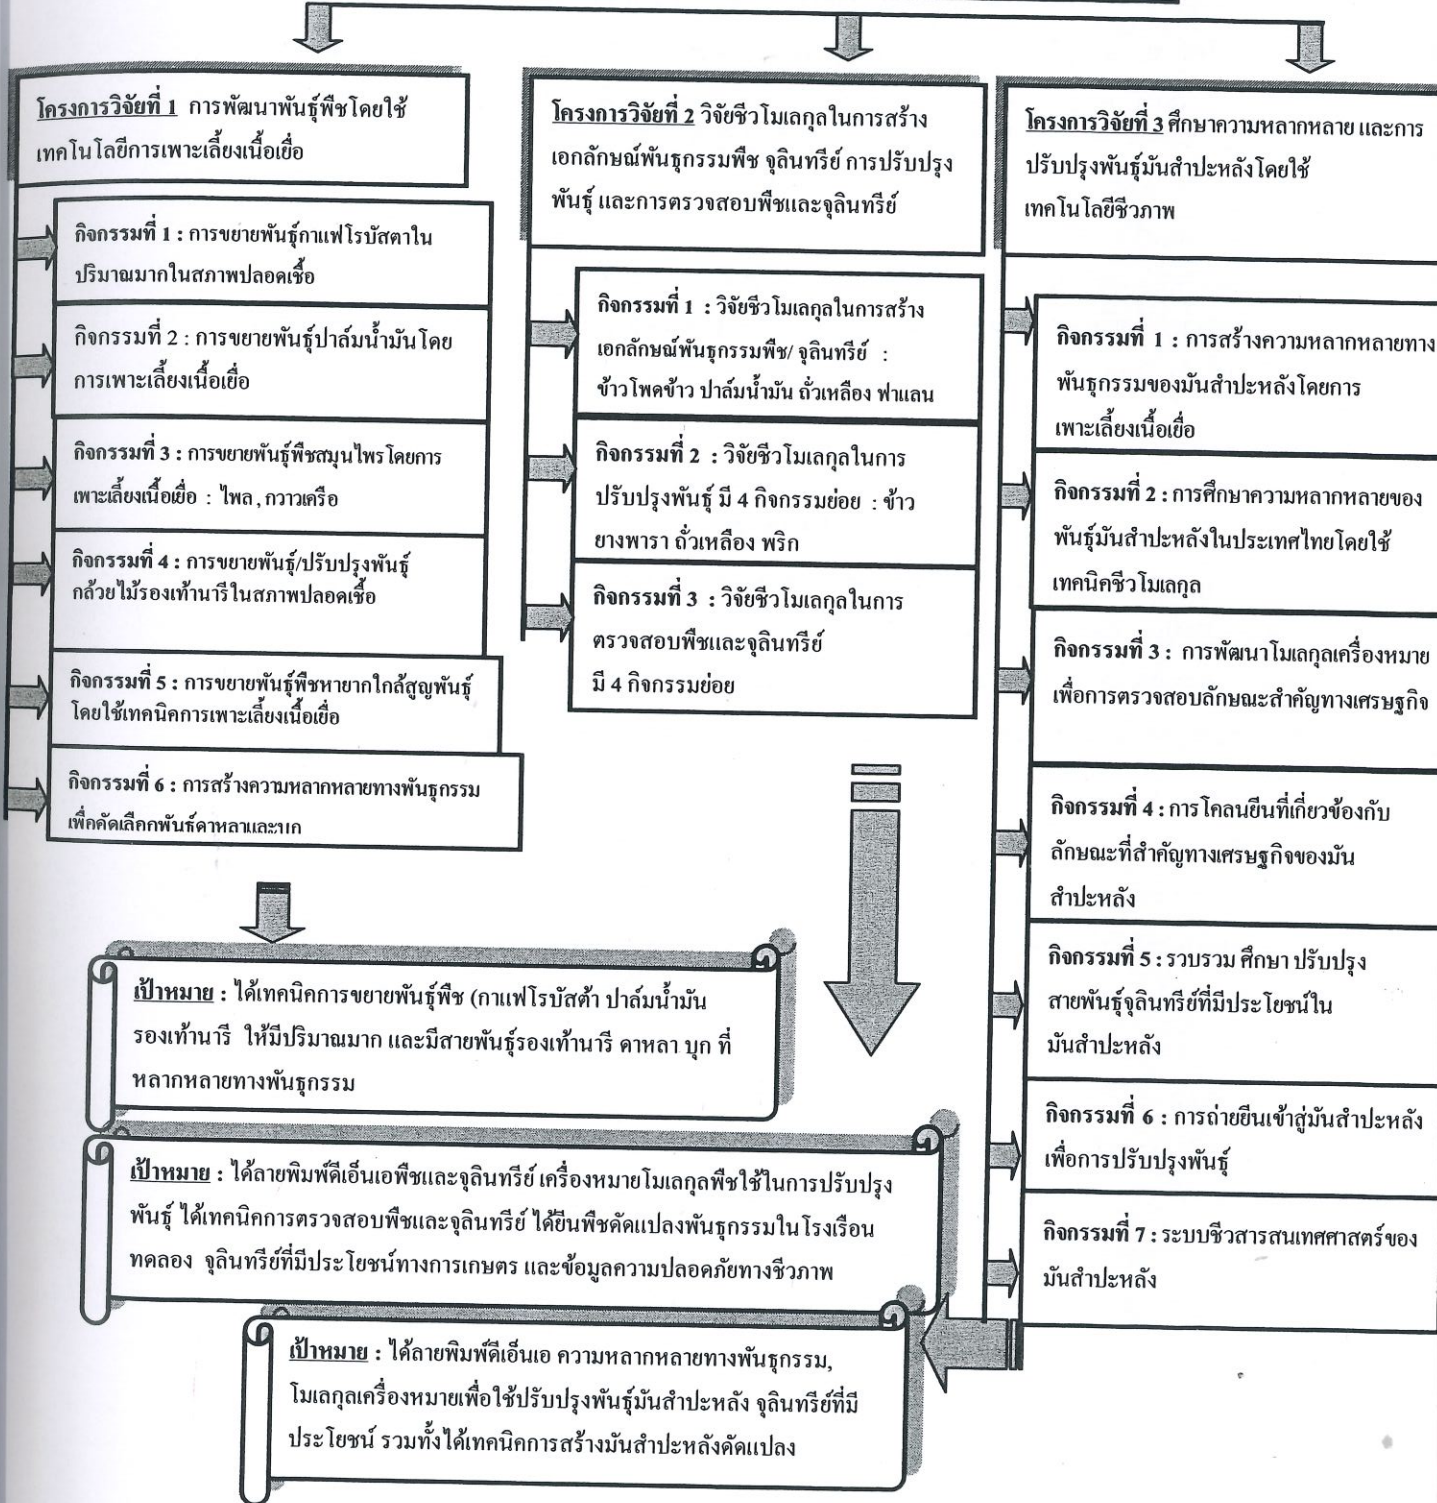 โครงการวิจัยที่ 1 การพัฒนาพันธุ์พืชโดยใช้
เทคโนโลยีการเพาะเลี้ยงเนื้อเยื่อ
กิจกรรมที่ 1 : การขยายพันธุ์กาแฟโรบัสตาใน
ปริมาณมากในสภาพปลอดเชื้อ
กิจกรรมที่ 2 : การขยายพันธุ์ปาล์มน้ำมันโดย
การเพาะเลี้ยงเนื้อเยื่อ
กิจกรรมที่ 3 : การขยายพันธุ์พืชสมุนไพรโดยการ
เพาะเลี้ยงเนื้อเยื่อ : ไพล , กวาวเครือ
กิจกรรมที่ 4 : การขยายพันธุ์/ปรับปรุงพันธุ์
กล้วยไม้รองเท้านารีในสภาพปลอดเชื้อ
กิจกรรมที่ 5 : การขยายพันธุ์พืชหายากใกล้สูญพันธุ์
โดยใช้เทคนิคการเพาะเลี้ยงเนื้อเยื่อ
กิจกรรมที่ 6 : การสร้างความหลากหลายทางพันธุกรรม
เพื่อคัดเลือกพันธุ์ดาหลาและบุก
โครงการวิจัยที่ 2 วิจัยชีวโมเลกุลในการสร้าง
เอกลักษณ์พันธุกรรมพืช จุลินทรีย์ การปรับปรุง
พันธุ์ และการตรวจสอบพืชและจุลินทรีย์
กิจกรรมที่ 1 : วิจัยชีวโมเลกุลในการสร้าง
เอกลักษณ์พันธุกรรมพืช/ จุลินทรีย์ :
ข้าวโพดข้าว ปาล์มน้ำมัน ถั่วเหลือง ฟาแลน
กิจกรรมที่ 2 : วิจัยชีวโมเลกุลในการ
ปรับปรุงพันธุ์ มี 4 กิจกรรมย่อย : ข้าว
ยางพารา ถั่วเหลือง พริก
กิจกรรมที่ 3 : วิจัยชีวโมเลกุลในการ
ตรวจสอบพืชและจุลินทรีย์
มี 4 กิจกรรมย่อย
โครงการวิจัยที่ 3 ศึกษาความหลากหลาย และการ
ปรับปรุงพันธุ์มันสำปะหลังโดยใช้
เทคโนโลยีชีวภาพ
กิจกรรมที่ 1 : การสร้างความหลากหลายทาง
พันธุกรรมของมันสำปะหลังโดยการ
เพาะเลี้ยงเนื้อเยื่อ
กิจกรรมที่ 2 : การศึกษาความหลากหลายของ
พันธุ์มันสำปะหลังในประเทศไทยโดยใช้
เทคนิคชีวโมเลกุล
กิจกรรมที่ 3 : การพัฒนาโมเลกุลเครื่องหมาย
เพื่อการตรวจสอบลักษณะสำคัญทางเศรษฐกิจ
กิจกรรมที่ 4 : การโคลนยีนที่เกี่ยวข้องกับ
ลักษณะที่สำคัญทางเศรษฐกิจของมัน
สำปะหลัง
กิจกรรมที่ 5 : รวบรวม ศึกษา ปรับปรุง
สายพันธุ์จุลินทรีย์ที่มีประโยชน์ใน
มันสำปะหลัง
กิจกรรมที่ 6 : การถ่ายยีนเข้าสู่มันสำปะหลัง
เพื่อการปรับปรุงพันธุ์
กิจกรรมที่ 7 : ระบบชีวสารสนเทศศาสตร์ของ
มันสำปะหลัง
เป้าหมาย : ได้เทคนิคการขยายพันธุ์พืช (กาแฟโรบัสต้า ปาล์มน้ำมัน
รองเท้านารี ให้มีปริมาณมาก และมีสายพันธุ์รองเท้านารี ดาหลา บุก ที่
หลากหลายทางพันธุกรรม
เป้าหมาย : ได้ลายพิมพ์ดีเอ็นเอพืชและจุลินทรีย์ เครื่องหมายโมเลกุลพืชใช้ในการปรับปรุง
พันธุ์ ได้เทคนิคการตรวจสอบพืชและจุลินทรีย์ ได้ยีนพืชดัดแปลงพันธุกรรมในโรงเรือน
ทดลอง จุลินทรีย์ที่มีประโยชน์ทางการเกษตร และข้อมูลความปลอดภัยทางชีวภาพ
เป้าหมาย : ได้ลายพิมพ์ดีเอ็นเอ ความหลากหลายทางพันธุกรรม,
โมเลกุลเครื่องหมายเพื่อใช้ปรับปรุงพันธุ์มันสำปะหลัง จุลินทรีย์ที่มี
ประโยชน์ รวมทั้งได้เทคนิคการสร้างมันสำปะหลังดัดแปลง